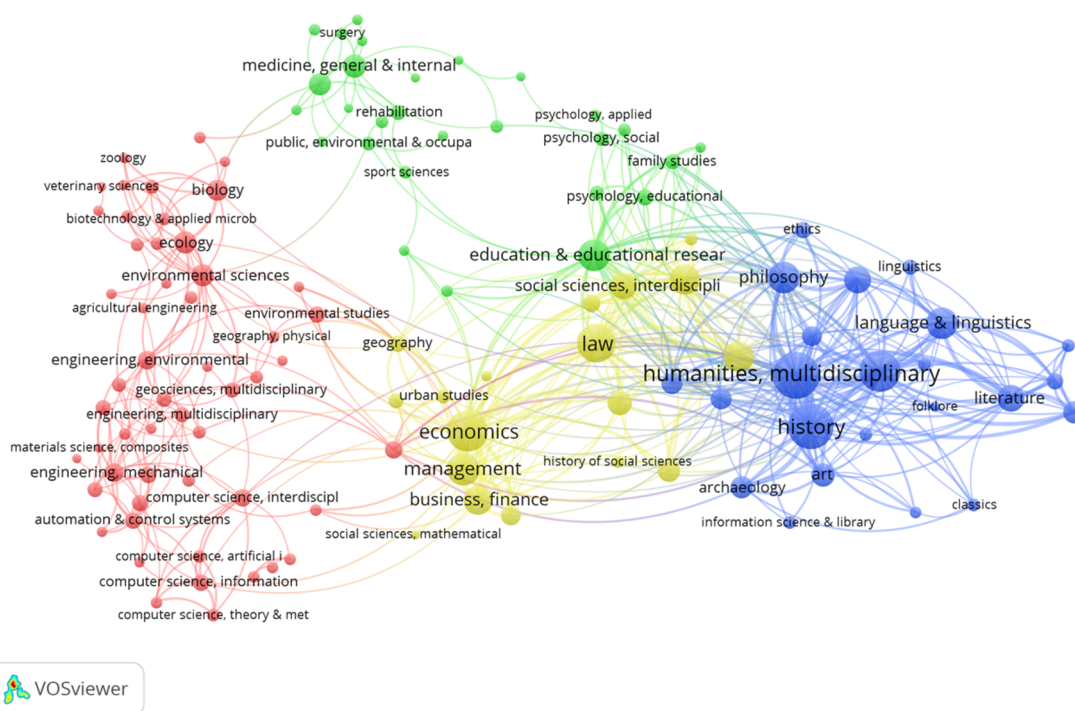 surgery
medicine, general & internal
rehabilitation
psychology, applied
public, environmental & occupa
psychology, social
zoology
family studies
sport sciences
veterinary sciences
biology
psychology, educational
biotechnology & applied microb
ethics
ecology
education & educational resear
linguistics
environmental sciences
philosophy
social sciences, interdiscipli
agricultural engineering
environmental studies
language & linguistics
geography, physical
geography
law
engineering, environmental
humanities, multidisciplinary
geosciences, multidisciplinary
urban studies
literature
folklore
engineering, multidisciplinary
history
economics
materials science, composites
history of social sciences
management
engineering, mechanical
art
archaeology
computer science, interdiscipl
business, finance
classics
automation & control systems
information science & library
social sciences, mathematical
computer science, artificial i
computer science, information
computer science, theory & met
VOSviewer